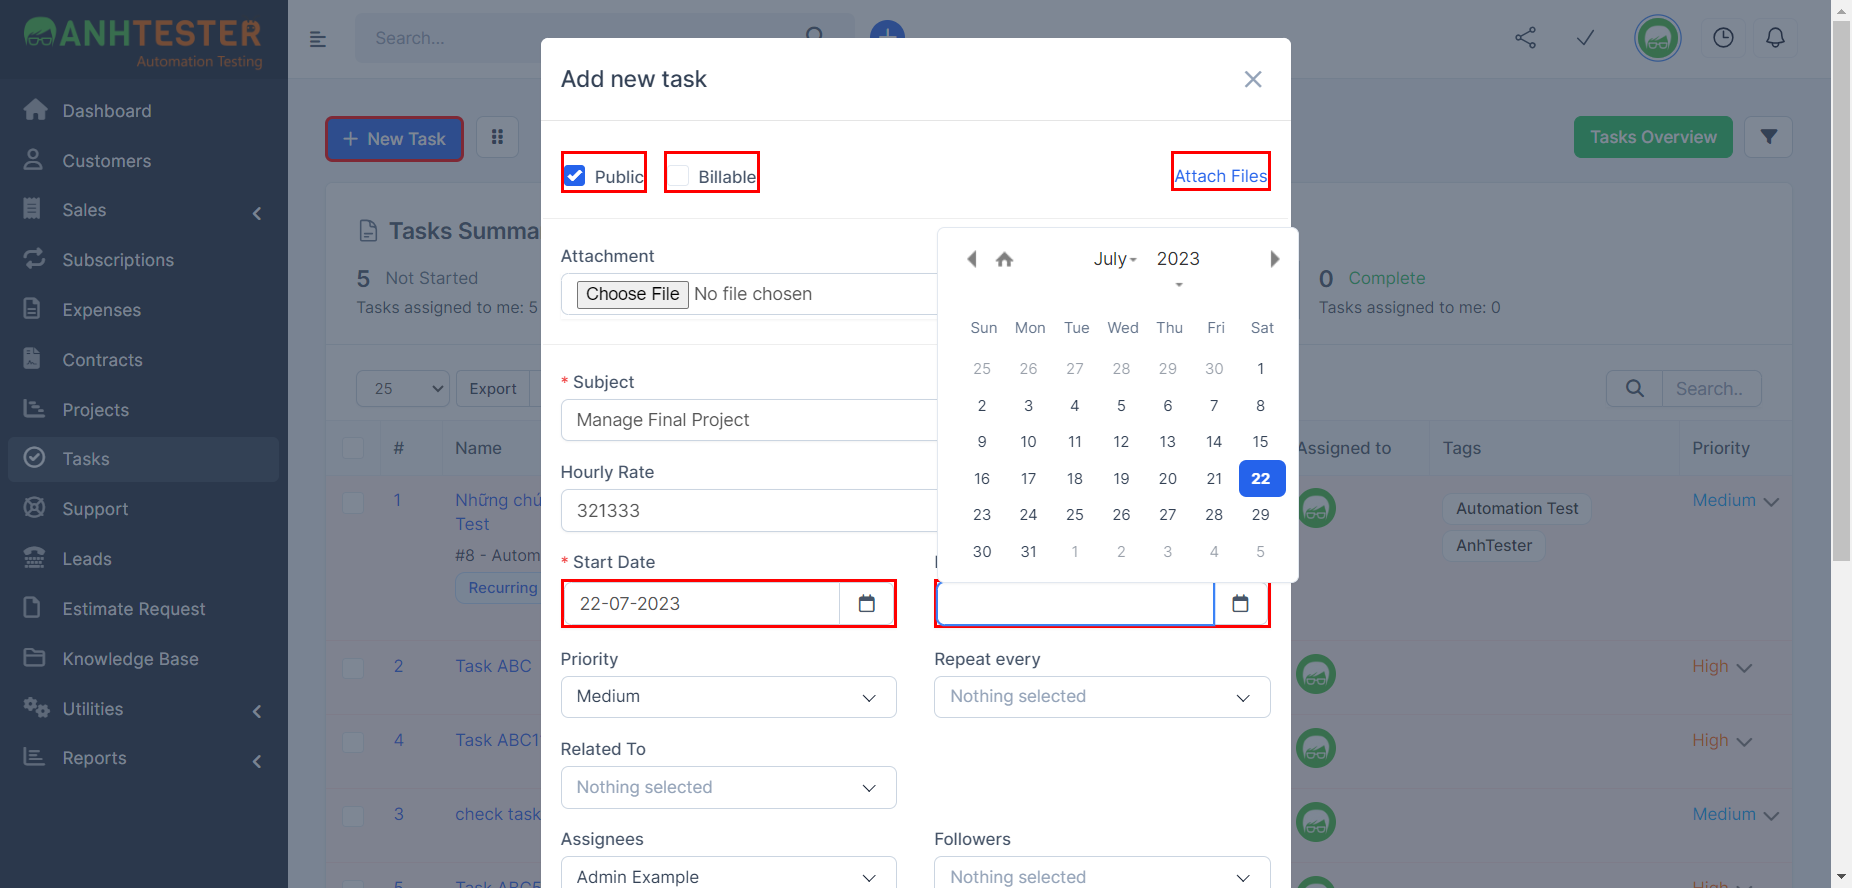 ANHTESTER
Automation Testing
Dashboard
Customers
Sales
Subscriptions
Expenses
Contracts
Projects
Tasks
Support
Leads
Estimate Request
Knowledge Base
Utilities
Reports
Search...
New Task
Tasks Overview
Tasks Summa
5 Not Started
Tasks assigned to me: 5
0 Complete
Tasks assigned to me: 0
25
Export
Search..
#
Name
Assigned to
Tags
Priority
1
Những chú
Test
#8 - Autom
Recurring
Automation Test
AnhTester
Medium
2
Task ABC
High
4
Task ABC1
High
3
check task
Medium
5
Task ABC5
High
Add new task
Public
Billable
Attach Files
Attachment
Choose File No file chosen
* Subject
Manage Final Project
Hourly Rate
321333
* Start Date
22-07-2023
Priority
Medium
Repeat every
Nothing selected
Related To
Nothing selected
Assignees
Admin Example
Followers
Nothing selected
July 2023
Sun Mon Tue Wed Thu Fri Sat
25 26 27 28 29 30 1
2 3 4 5 6 7 8
9 10 11 12 13 14 15
16 17 18 19 20 21 22
23 24 25 26 27 28 29
30 31 1 2 3 4 5